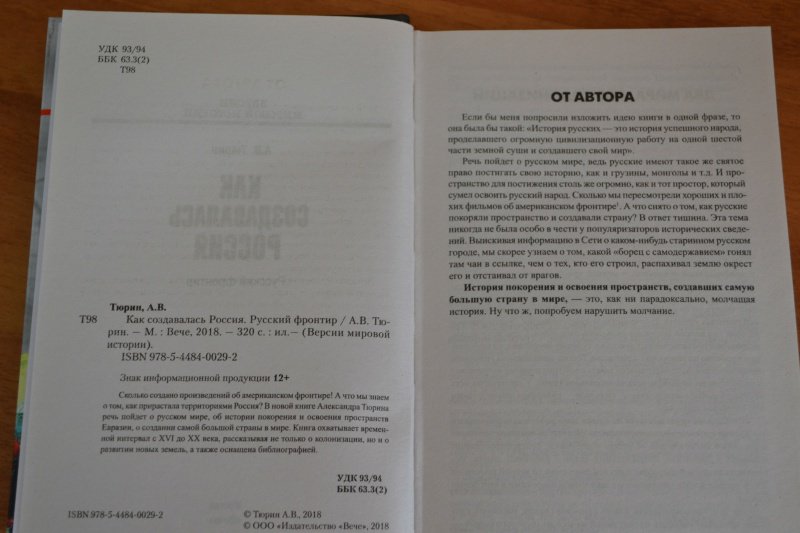 УДК 93/94
ББК 63.3(2)
Т98
Тюрин, А.В.
Т98 Как создавалась Россия. Русский фронтир / А.В. Тю-
рин. — М. : Вече, 2018. — 320 с. : ил.— (Версии мировой
истории).
ISBN 978-5-4484-0029-2
Знак информационной продукции 12+
Сколько создано произведений об американском фронтире! А что мы знаем
о том, как прирастала территориями Россия? В новой книге Александра Тюрина
речь пойдет о русском мире, об истории покорения и освоения пространств
Евразии, о создании самой большой страны в мире. Книга охватывает времен-
ной интервал с XVI до XX века, рассказывая не только о колонизации, но и о
развитии новых земель, а также оснащена библиографией.
УДК 93/94
ББК 63.3(2)
ISBN 978-5-4484-0029-2
© Тюрин А.В., 2018
© ООО «Издательство «Вече», 2018
ОТ АВТОРА
Если бы меня попросили изложить идею книги в одной фразе, то
она была бы такой: «История русских — это история успешного народа,
проделавшего огромную цивилизационную работу на одной шестой
части земной суши и создавшего свой мир».
Речь пойдет о русском мире, ведь русские имеют такое же святое
право постигать свою историю, как и грузины, монголы и т.д. И про-
странство для постижения столь же огромно, как и тот простор, который
сумел освоить русский народ. Сколько мы пересмотрели хороших и пло-
хих фильмов об американском фронтире¹. А что снято о том, как русские
покоряли пространство и создавали страну? В ответ тишина. Эта тема
никогда не была особо в чести у популяризаторов исторических сведе-
ний. Выискивая информацию в Сети о каком-нибудь старинном русском
городе, мы скорее узнаем о том, какой «борец с самодержавием» гонял
там чаи в ссылке, чем о тех, кто его строил, распахивал землю окрест
его и отстаивал от врагов.
История покорения и освоения пространств, создавших самую
большую страну в мире, — это, как ни парадоксально, молчащая
история. Ну что ж, попробуем нарушить молчание.